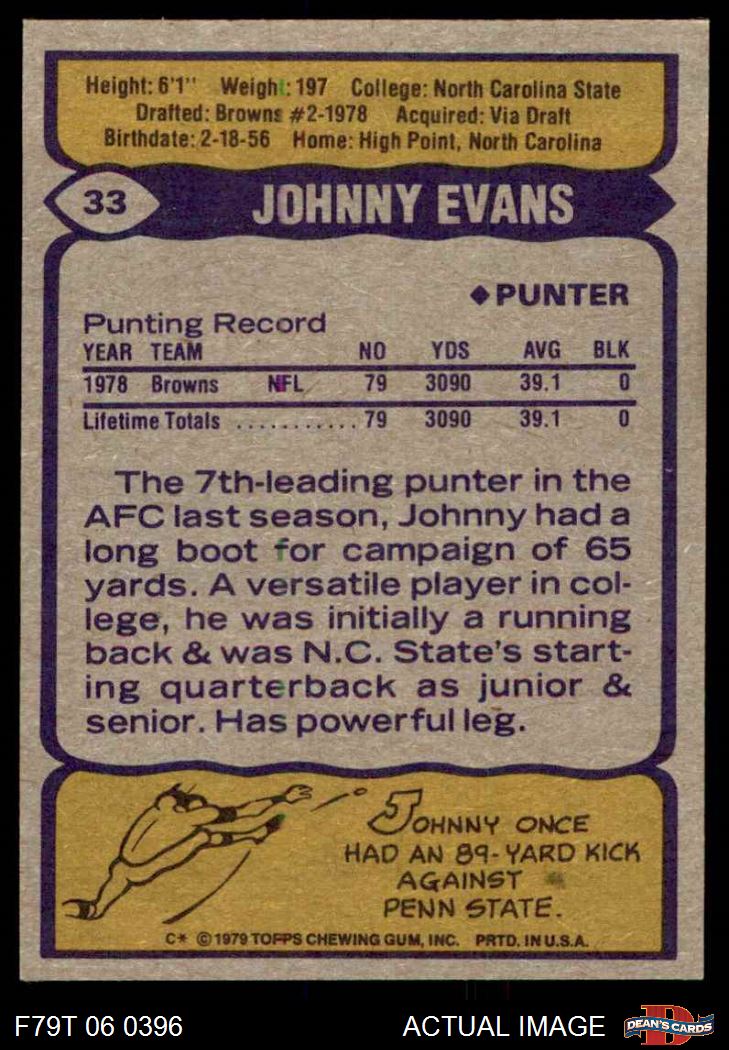 Height: 6'1" Weight: 197 College: North Carolina State
Drafted: Browns #2-1978 Acquired: Via Draft
Birthdate: 2-18-56 Home: High Point, North Carolina
33 JOHNNY EVANS
◆PUNTER
Punting Record
YEAR TEAM NO YDS AVG BLK
1978 Browns NFL 79 3090 39.1 0
Lifetime Totals ........... 79 3090 39.1 0
The 7th-leading punter in the
AFC last season, Johnny had a
long boot for campaign of 65
yards. A versatile player in col-
lege, he was initially a running
back & was N.C. State's start-
ing quarterback as junior &
senior. Has powerful leg.
JOHNNY ONCE
HAD AN 89-YARD KICK
AGAINST
PENN STATE.
C* © 1979 TOPPS CHEWING GUM, INC. PRTD. IN U.S.A.
F79T 06 0396 ACTUAL IMAGE DEAN'S CARDS